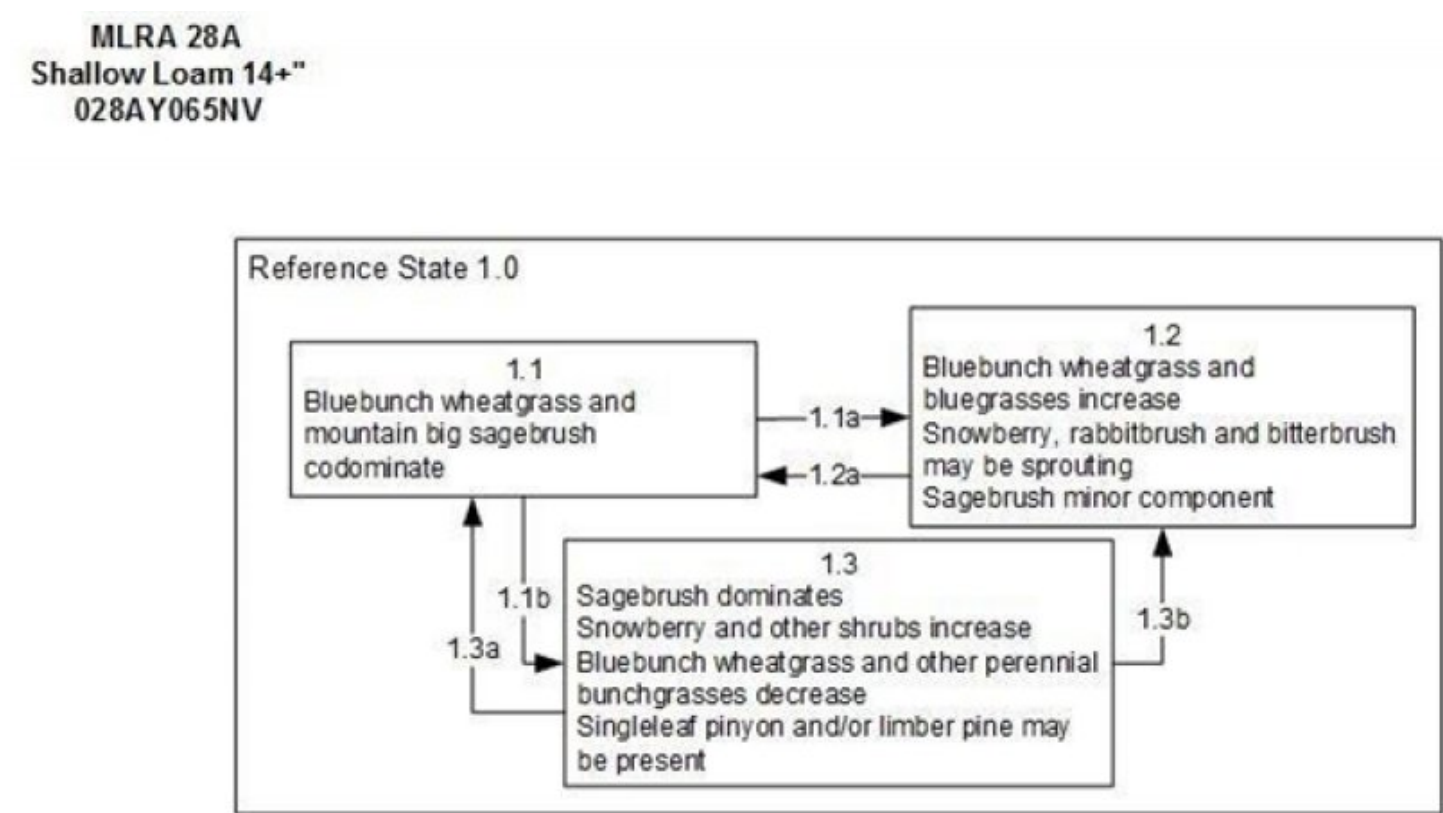 MLRA 28A
Shallow Loam 14+"
028AY065NV
Reference State 1.0
1.1
Bluebunch wheatgrass and
mountain big sagebrush
codominate
1.1a
1.2a
1.2
Bluebunch wheatgrass and
bluegrasses increase
Snowberry, rabbitbrush and bitterbrush
may be sprouting
Sagebrush minor component
1.1b
1.3a
1.3
Sagebrush dominates
Snowberry and other shrubs increase
Bluebunch wheatgrass and other perennial
bunchgrasses decrease
Singleleaf pinyon and/or limber pine may
be present
1.3b